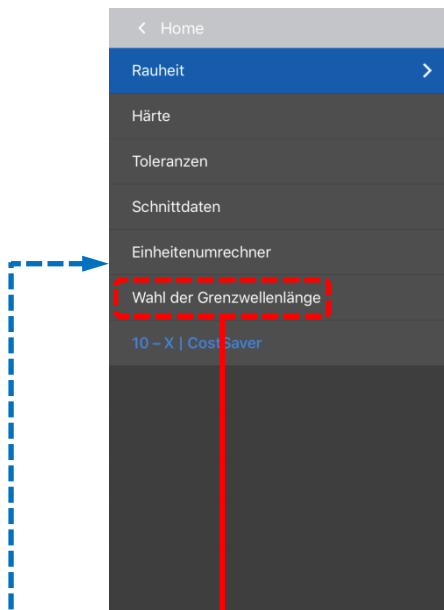 Home
Rauheit
Härte
Toleranzen
Schnittdaten
Einheitenumrechner
Wahl der Grenzwellenlänge
10 – X | CostSaver